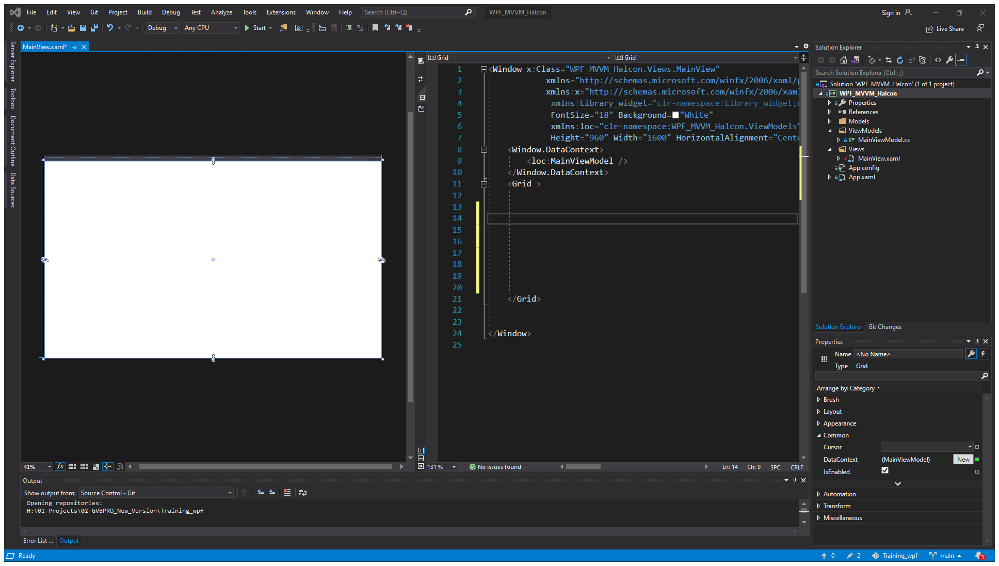 File Edit View Git Project Build Debug Test Analyze Tools Extensions Window Help Search (Ctrl+Q) WPF_MVVM_Halcon Sign in
Debug Any CPU Start Live Share
Server Explorer
Toolbox
Document Outline
Data Sources
MainView.xaml*
Grid Grid
1 <Window x:Class="WPF_MVVM_Halcon.Views.MainView"
2 xmlns="http://schemas.microsoft.com/winfx/2006/xaml/
3 xmlns:x="http://schemas.microsoft.com/winfx/2006/xaml
4 xmlns:Library_widget="clr-namespace:Library_widget;
5 FontSize="18" Background="White"
6 xmlns:loc="clr-namespace:WPF_MVVM_Halcon.ViewModels"
7 Height="960" Width="1600" HorizontalAlignment="Cente
8 <Window.DataContext>
9 <loc:MainViewModel />
10 </Window.DataContext>
11 <Grid >
12
13
14
15
16
17
18
19
20
21 </Grid>
22
23
24 </Window>
25
41% fx
131 % No issues found Ln: 14 Ch: 9 SPC CRLF
Output
Show output from: Source Control - Git
Opening repositories:
H:\01-Projects\02-GVBPRO_New_Version\Training_wpf
Error List ... Output
Solution Explorer
Search Solution Explorer (Ctrl+;)
Solution 'WPF_MVVM_Halcon' (1 of 1 project)
C# WPF_MVVM_Halcon
Properties
References
Models
ViewModels
C# MainViewModel.cs
Views
MainView.xaml
App.config
App.xaml
Solution Explorer Git Changes
Properties
Name <No Name>
Type Grid
Arrange by: Category
Brush
Layout
Appearance
Common
Cursor
DataContext (MainViewModel) New
IsEnabled
Automation
Transform
Miscellaneous
Ready 0 2 Training_wpf main 3